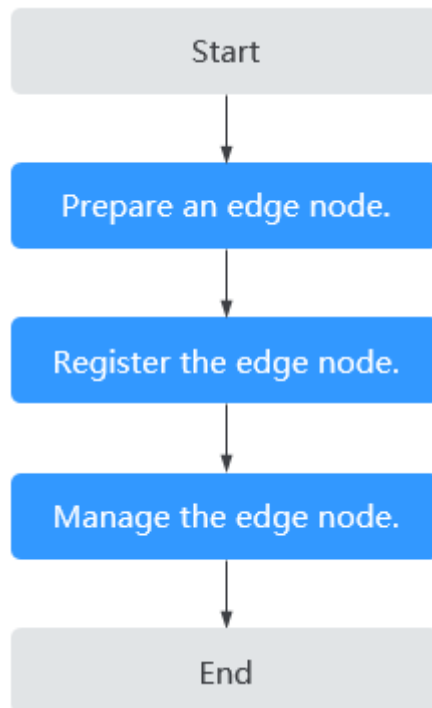 Start
Prepare an edge node.
Register the edge node.
Manage the edge node.
End